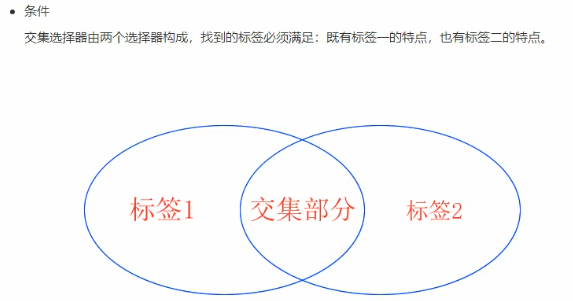 条件
交集选择器由两个选择器构成，找到的标签必须满足：既有标签一的特点，也有标签二的特点。
标签1 交集部分 标签2